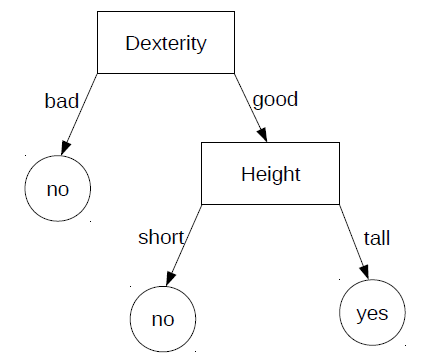 Dexterity
bad
good
no
Height
short
tall
no
yes